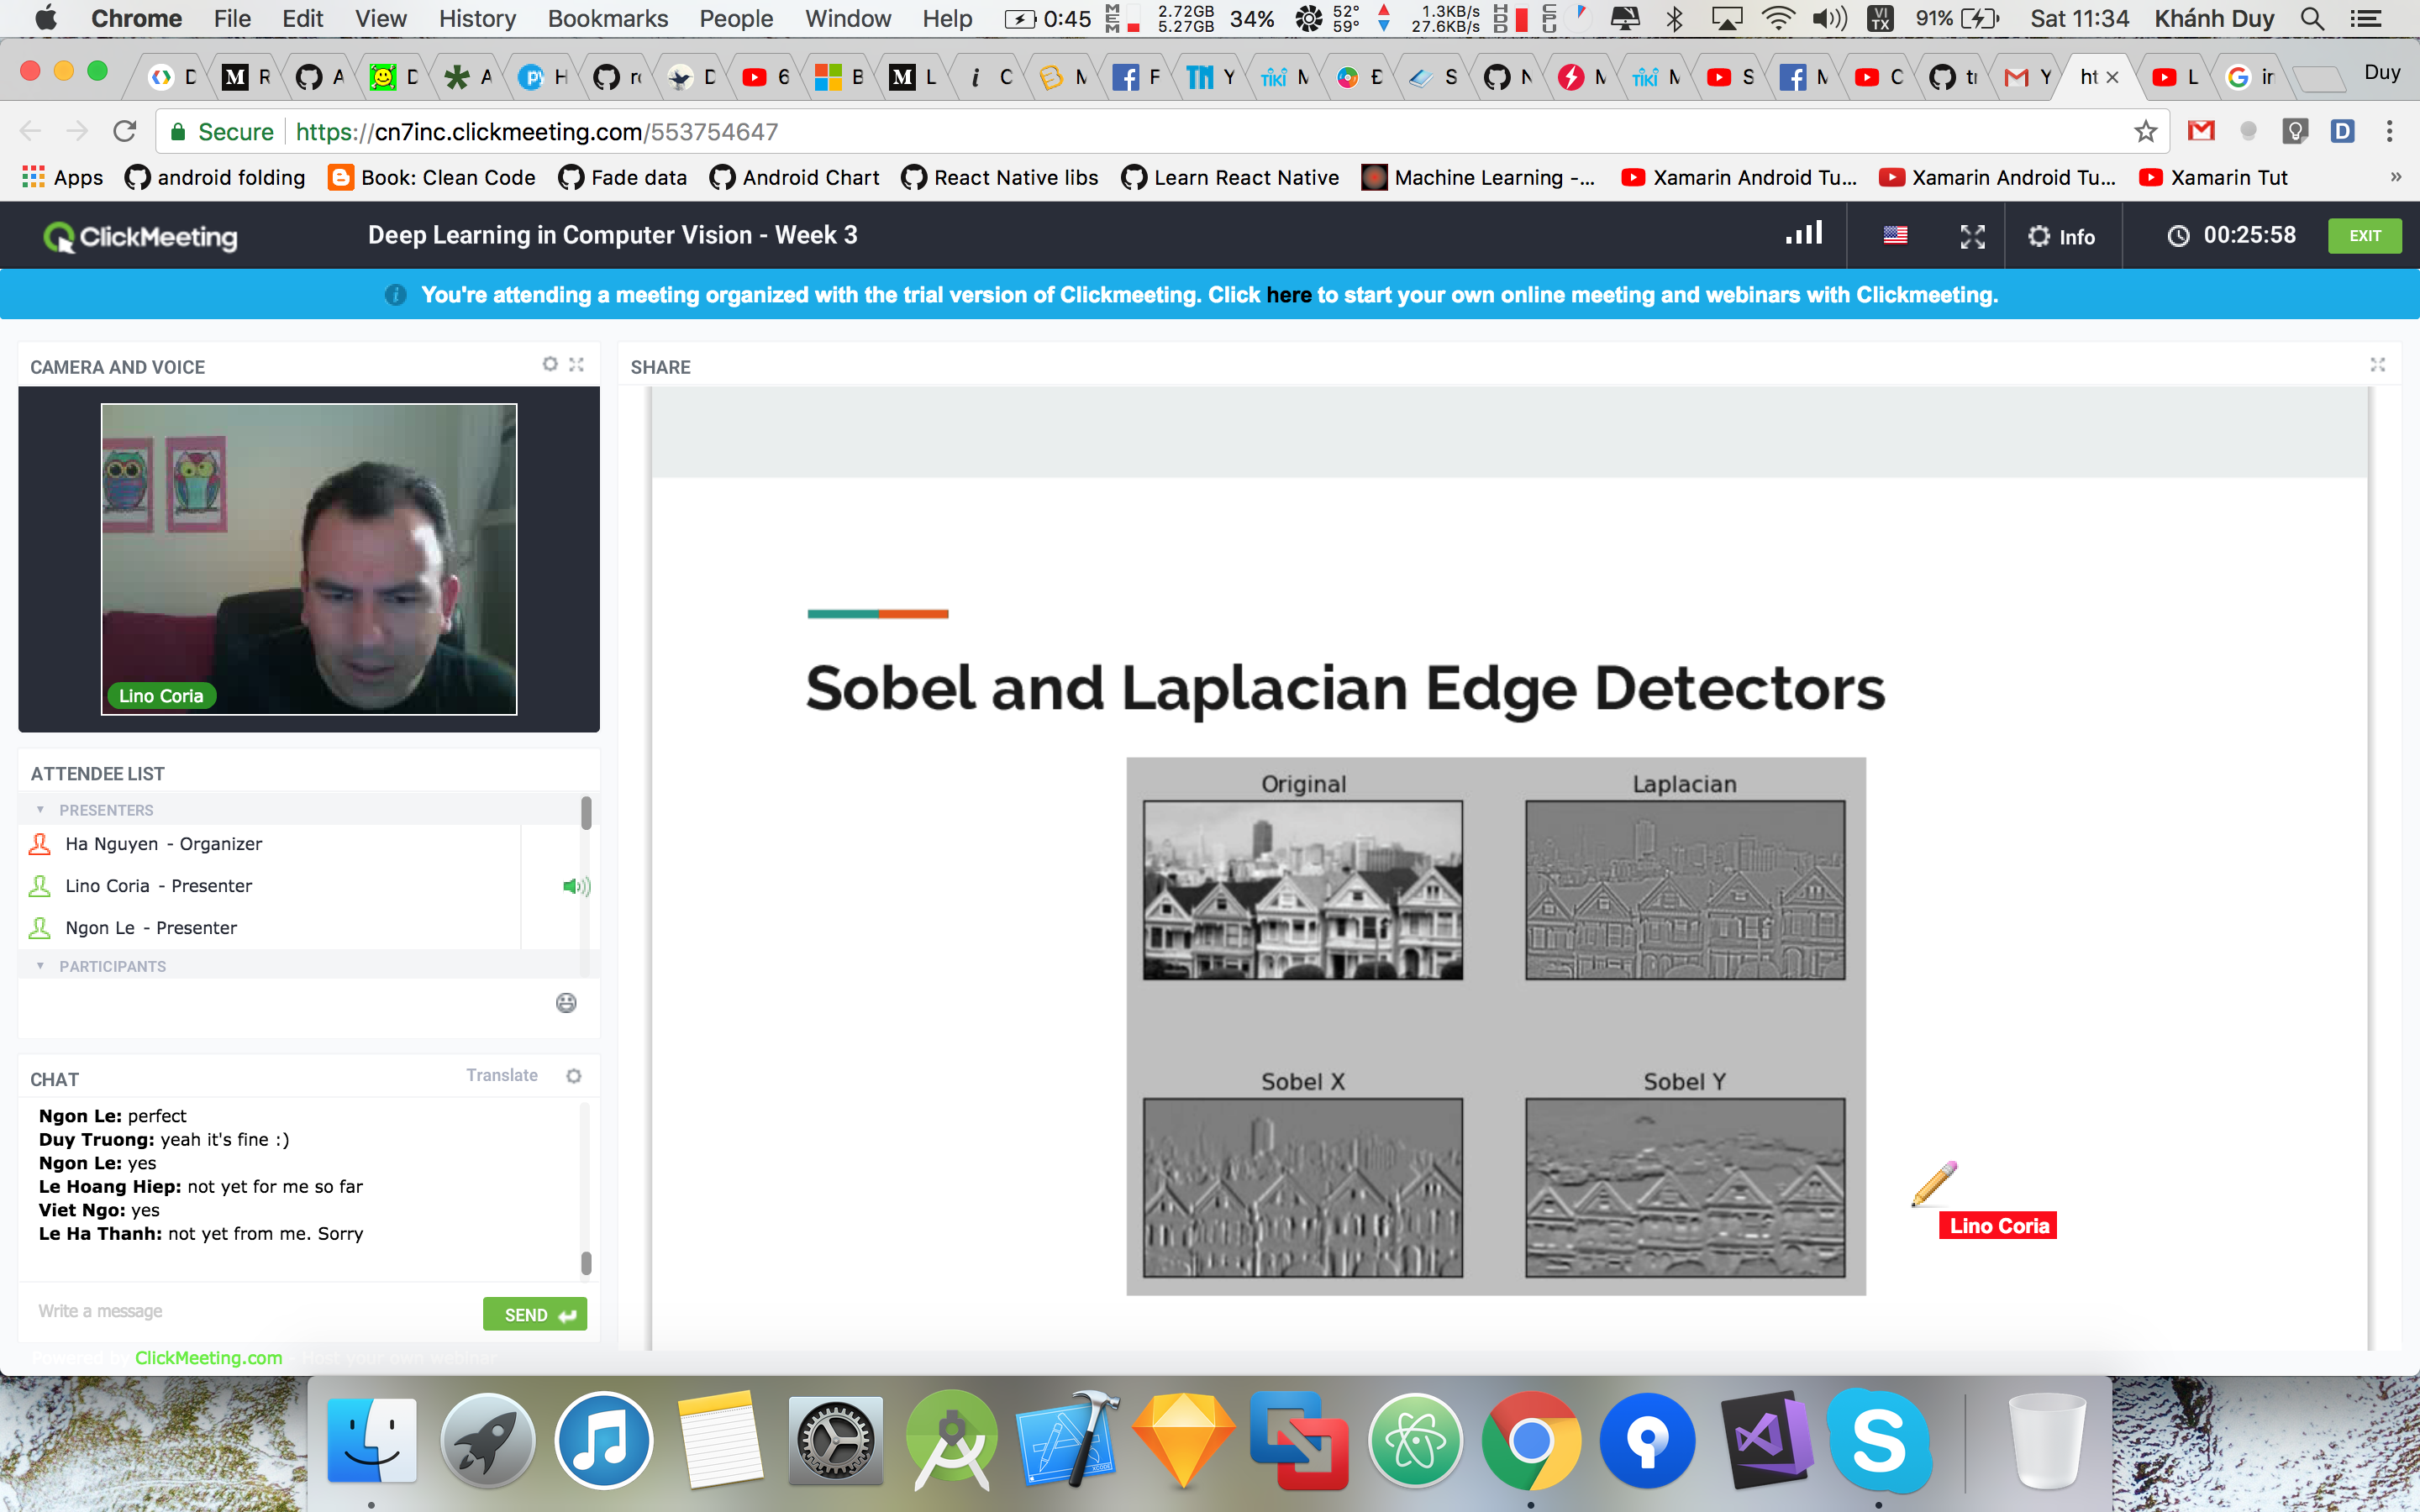 Chrome File Edit View History Bookmarks People Window Help 0:45 MEM 2.72GB 5.27GB 34% 52° 59° 1.3KB/s 27.6KB/s HDD CPU VI TX 91% Sat 11:34 Khánh Duy
D M R A D A H D 6 B M L i C M F TN Y TIKI M Đ S N M TIKI M S M C Y ht L Duy
Secure https://cn7inc.clickmeeting.com/553754647
Apps android folding Book: Clean Code Fade data Android Chart React Native libs Learn React Native Machine Learning -... Xamarin Android Tu... Xamarin Android Tu... Xamarin Tut »
ClickMeeting Deep Learning in Computer Vision - Week 3 Info 00:25:58 EXIT
You're attending a meeting organized with the trial version of Clickmeeting. Click here to start your own online meeting and webinars with Clickmeeting.
CAMERA AND VOICE
Lino Coria
ATTENDEE LIST
PRESENTERS
Ha Nguyen - Organizer
Lino Coria - Presenter
Ngon Le - Presenter
PARTICIPANTS
CHAT Translate
Ngon Le: perfect
Duy Truong: yeah it's fine :)
Ngon Le: yes
Le Hoang Hiep: not yet for me so far
Viet Ngo: yes
Le Ha Thanh: not yet from me. Sorry
Write a message SEND
Powered by ClickMeeting.com Host your own webinar
SHARE
Sobel and Laplacian Edge Detectors
Original Laplacian
Sobel X Sobel Y
Lino Coria